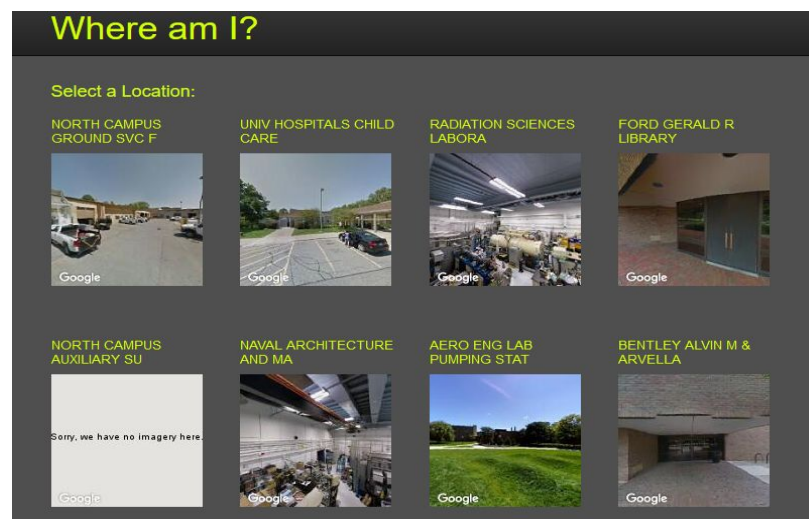 Where am I?
Select a Location:
NORTH CAMPUS
GROUND SVC F
UNIV HOSPITALS CHILD
CARE
RADIATION SCIENCES
LABORA
FORD GERALD R
LIBRARY
Google
Google
Google
Google
NORTH CAMPUS
AUXILIARY SU
NAVAL ARCHITECTURE
AND MA
AERO ENG LAB
PUMPING STAT
BENTLEY ALVIN M &
ARVELLA
Sorry, we have no imagery here.
Google
Google
Google
Google